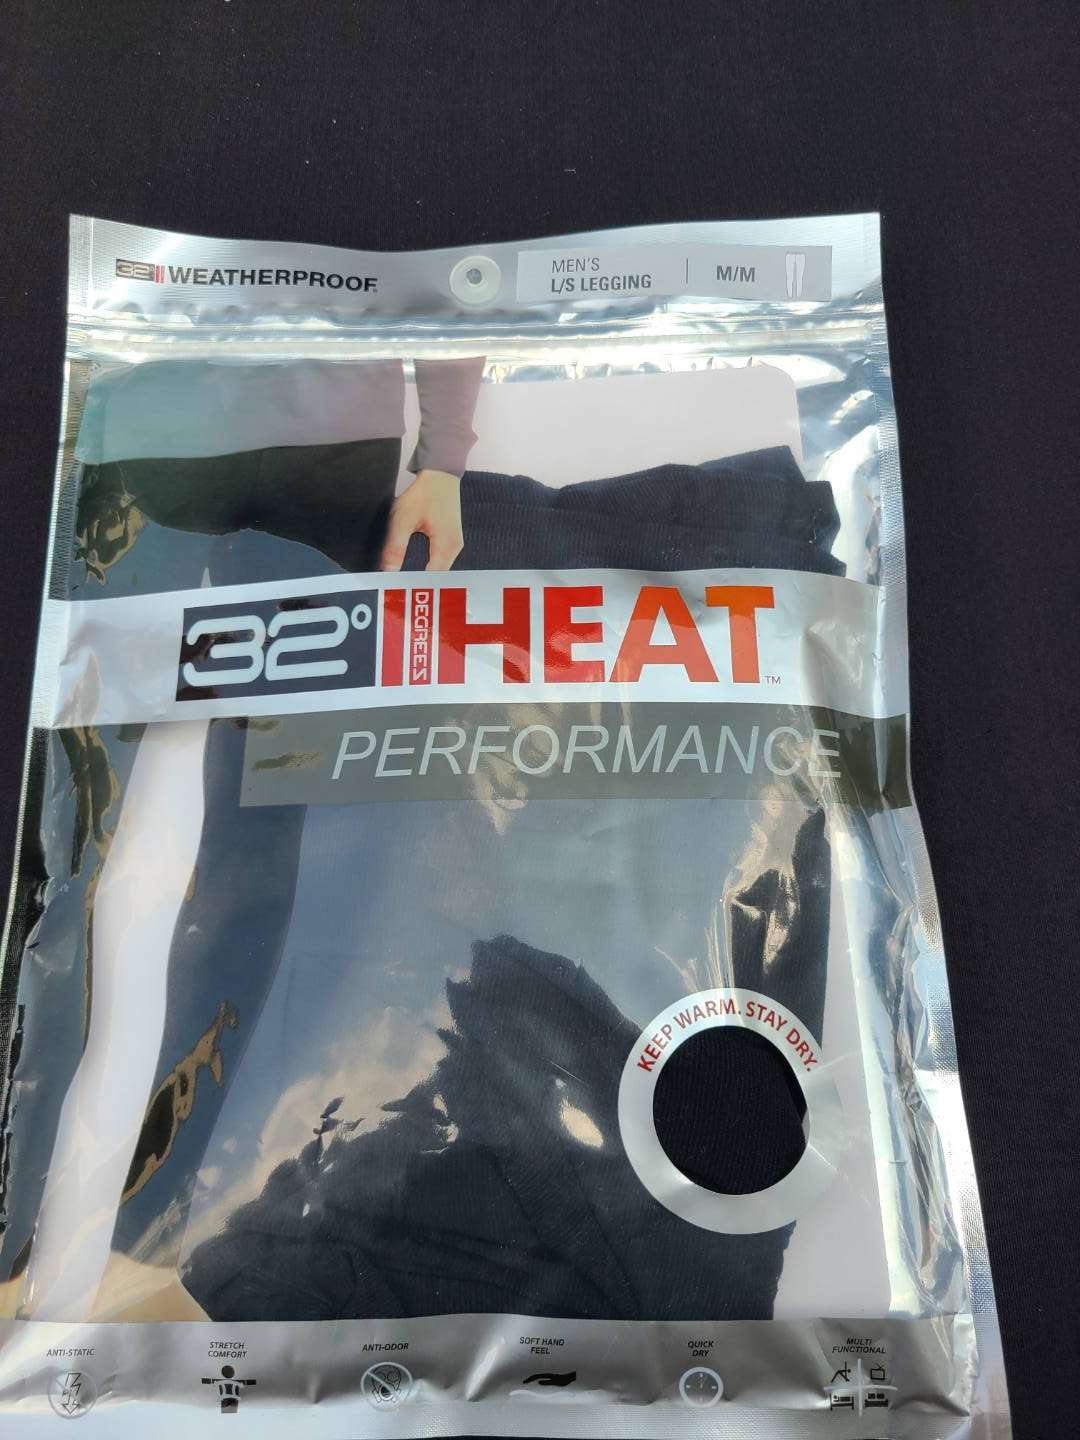 32° WEATHERPROOF®
MEN'S
L/S LEGGING | M/M
32° DEGREES HEAT™
PERFORMANCE
KEEP WARM. STAY DRY.
ANTI-STATIC
STRETCH
COMFORT
ANTI-ODOR
SOFT HAND
FEEL
QUICK
DRY
MULTI
FUNCTIONAL